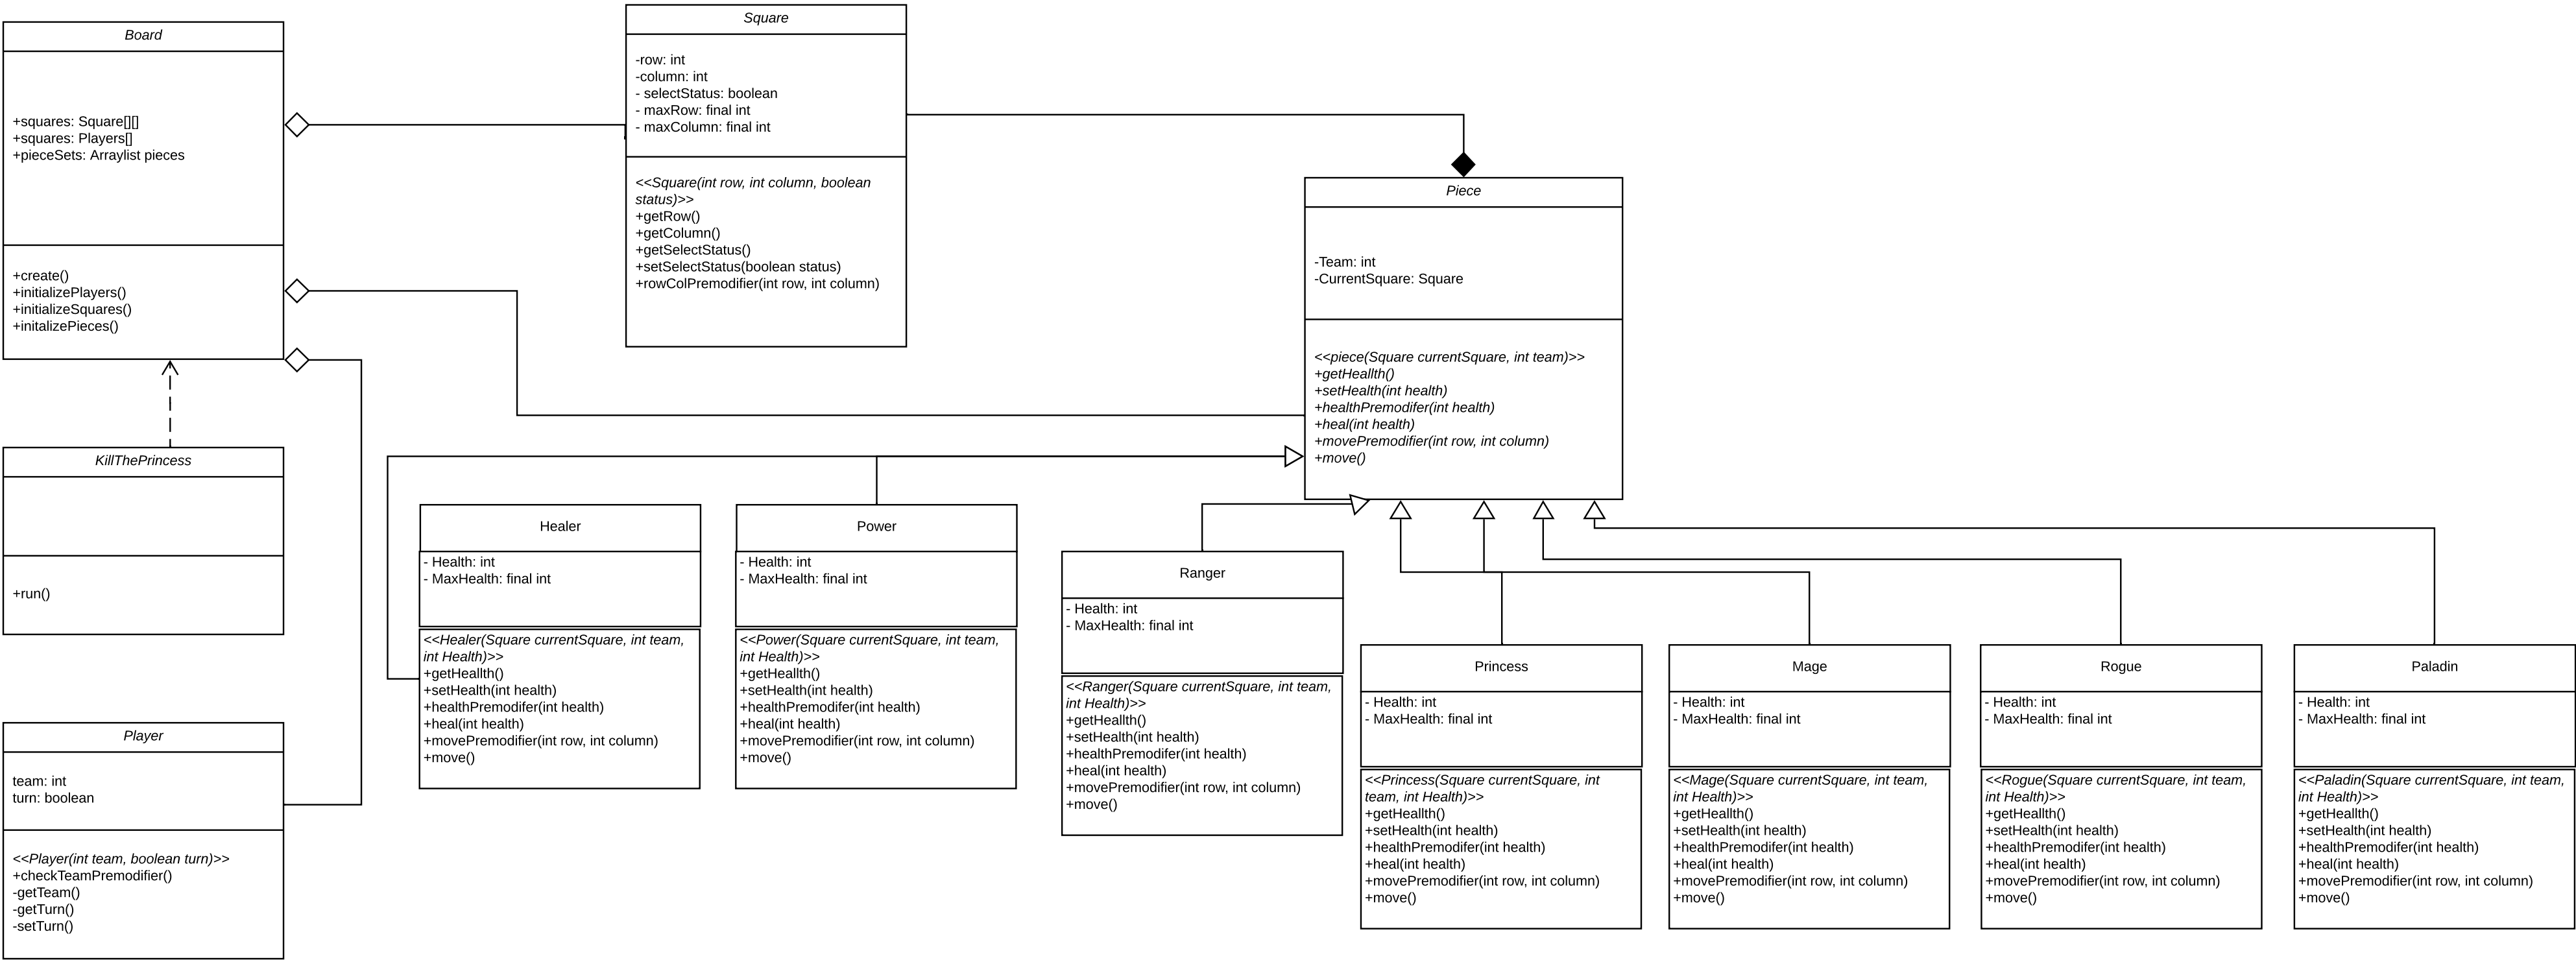 Board
+squares: Square[][]
+squares: Players[]
+pieceSets: Arraylist pieces
+create()
+initializePlayers()
+initializeSquares()
+initalizePieces()
Square
-row: int
-column: int
- selectStatus: boolean
- maxRow: final int
- maxColumn: final int
<<Square(int row, int column, boolean
status)>>
+getRow()
+getColumn()
+getSelectStatus()
+setSelectStatus(boolean status)
+rowColPremodifier(int row, int column)
Piece
-Team: int
-CurrentSquare: Square
<<piece(Square currentSquare, int team)>>
+getHeallth()
+setHealth(int health)
+healthPremodifer(int health)
+heal(int health)
+movePremodifier(int row, int column)
+move()
KillThePrincess
+run()
Player
team: int
turn: boolean
<<Player(int team, boolean turn)>>
+checkTeamPremodifier()
-getTeam()
-getTurn()
-setTurn()
Healer
- Health: int
- MaxHealth: final int
<<Healer(Square currentSquare, int team,
int Health)>>
+getHeallth()
+setHealth(int health)
+healthPremodifer(int health)
+heal(int health)
+movePremodifier(int row, int column)
+move()
Power
- Health: int
- MaxHealth: final int
<<Power(Square currentSquare, int team,
int Health)>>
+getHeallth()
+setHealth(int health)
+healthPremodifer(int health)
+heal(int health)
+movePremodifier(int row, int column)
+move()
Ranger
- Health: int
- MaxHealth: final int
<<Ranger(Square currentSquare, int team,
int Health)>>
+getHeallth()
+setHealth(int health)
+healthPremodifer(int health)
+heal(int health)
+movePremodifier(int row, int column)
+move()
Princess
- Health: int
- MaxHealth: final int
<<Princess(Square currentSquare, int
team, int Health)>>
+getHeallth()
+setHealth(int health)
+healthPremodifer(int health)
+heal(int health)
+movePremodifier(int row, int column)
+move()
Mage
- Health: int
- MaxHealth: final int
<<Mage(Square currentSquare, int team,
int Health)>>
+getHeallth()
+setHealth(int health)
+healthPremodifer(int health)
+heal(int health)
+movePremodifier(int row, int column)
+move()
Rogue
- Health: int
- MaxHealth: final int
<<Rogue(Square currentSquare, int team,
int Health)>>
+getHeallth()
+setHealth(int health)
+healthPremodifer(int health)
+heal(int health)
+movePremodifier(int row, int column)
+move()
Paladin
- Health: int
- MaxHealth: final int
<<Paladin(Square currentSquare, int team,
int Health)>>
+getHeallth()
+setHealth(int health)
+healthPremodifer(int health)
+heal(int health)
+movePremodifier(int row, int column)
+move()